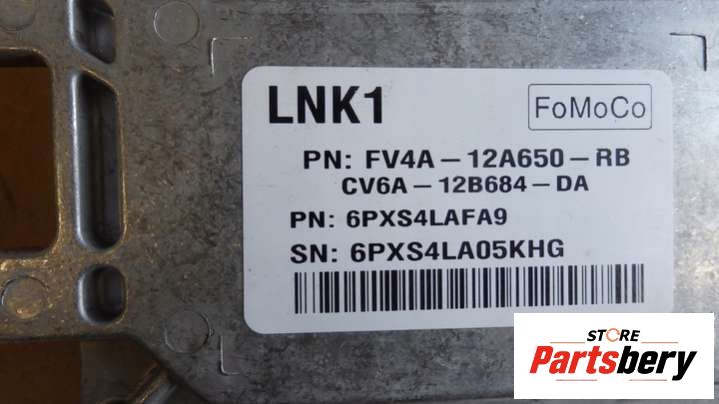 LNK1
FoMoCo
PN: FV4A-12A650-RB
CV6A-12B684-DA
PN: 6PXS4LAFA9
SN: 6PXS4LA05KHG
STORE
Partsbery